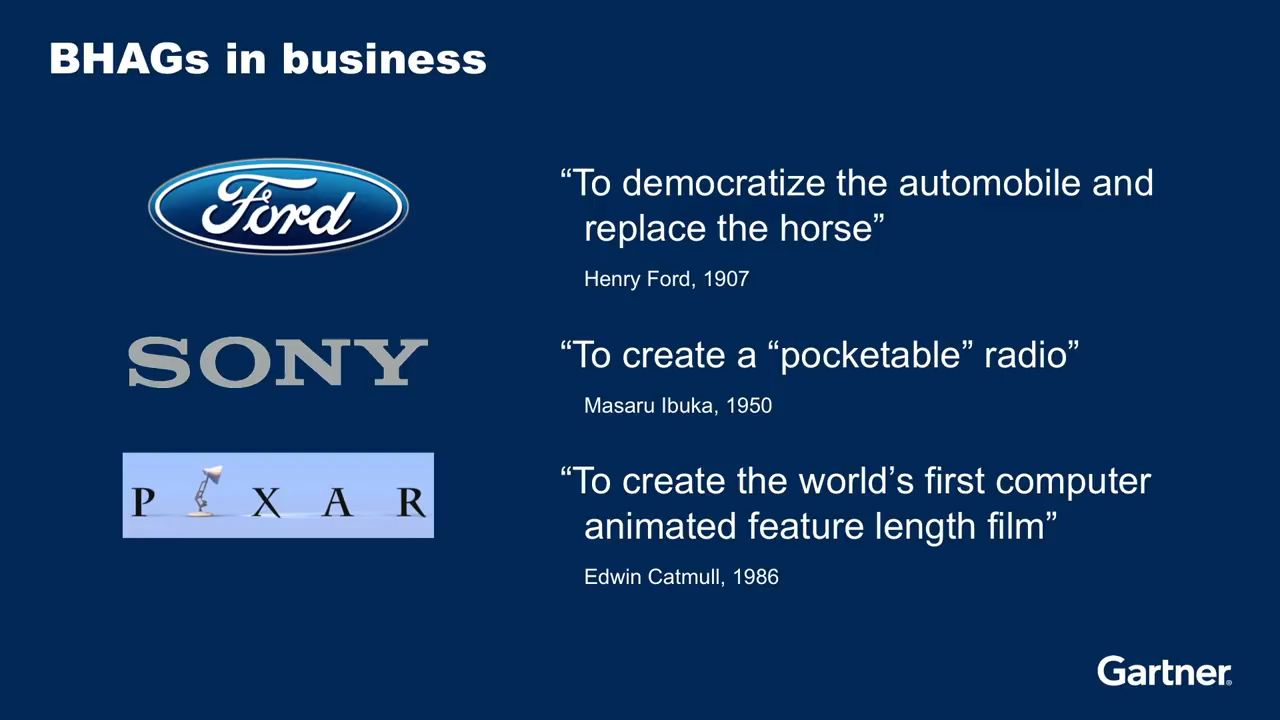 BHAGs in business
Ford
“To democratize the automobile and
replace the horse”
Henry Ford, 1907
SONY
“To create a “pocketable” radio”
Masaru Ibuka, 1950
P X A R
“To create the world’s first computer
animated feature length film”
Edwin Catmull, 1986
Gartner®